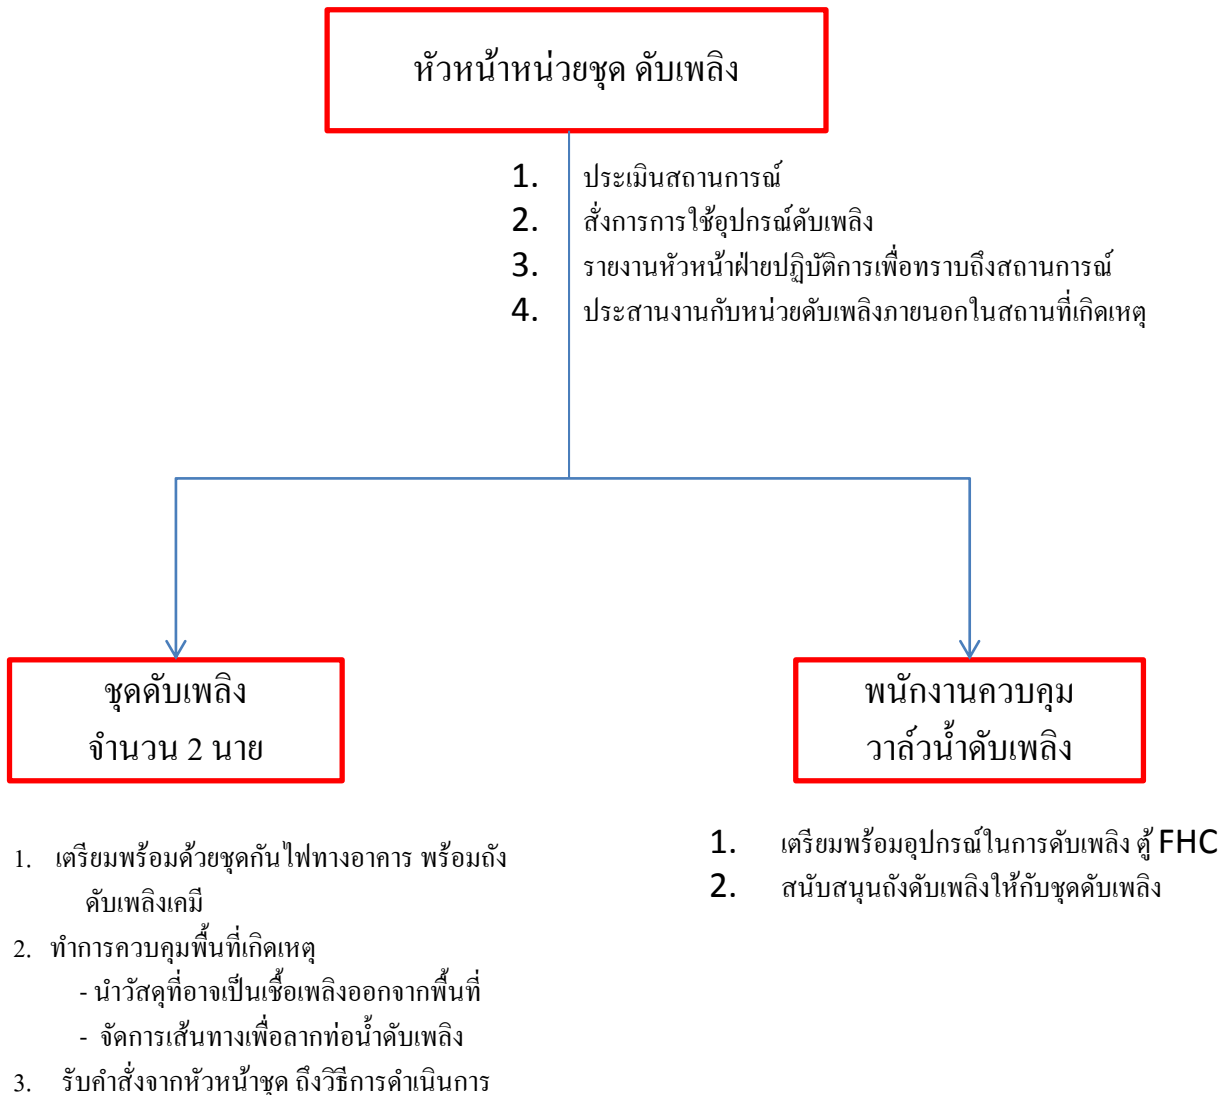 หัวหน้าหน่วยชุด ดับเพลิง
1. ประเมินสถานการณ์
2. สั่งการการใช้อุปกรณ์ดับเพลิง
3. รายงานหัวหน้าฝ่ายปฏิบัติการเพื่อทราบถึงสถานการณ์
4. ประสานงานกับหน่วยดับเพลิงภายนอกในสถานที่เกิดเหตุ
ชุดดับเพลิง
จำนวน 2 นาย
1. เตรียมพร้อมด้วยชุดกันไฟทางอาคาร พร้อมถัง
ดับเพลิงเคมี
2. ทำการควบคุมพื้นที่เกิดเหตุ
- นำวัสดุที่อาจเป็นเชื้อเพลิงออกจากพื้นที่
- จัดการเส้นทางเพื่อลากท่อน้ำดับเพลิง
3. รับคำสั่งจากหัวหน้าชุด ถึงวิธีการดำเนินการ
พนักงานควบคุม
วาล์วน้ำดับเพลิง
1. เตรียมพร้อมอุปกรณ์ในการดับเพลิง ตู้ FHC
2. สนับสนุนถังดับเพลิงให้กับชุดดับเพลิง